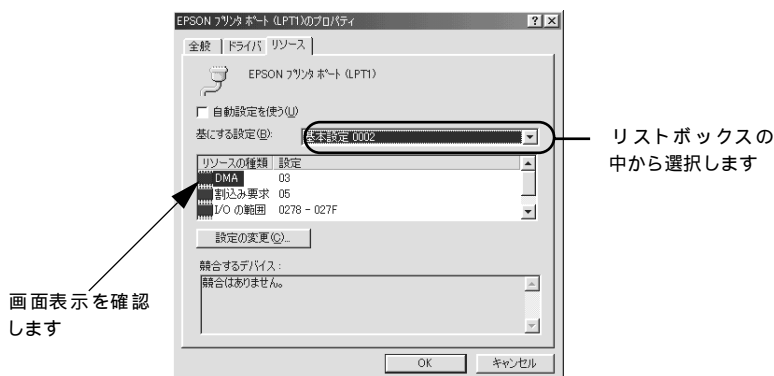 EPSON プリンタ ポート (LPT1)のプロパティ
全般 ドライバ リソース
EPSON プリンタ ポート (LPT1)
自動設定を使う(U)
基にする設定(B): 基本設定 0002
リソースの種類 設定
DMA 03
割込み要求 05
I/O の範囲 0278 - 027F
設定の変更(C)...
競合するデバイス :
競合はありません。
OK キャンセル
リストボックスの
中から選択します
画面表示を確認
します